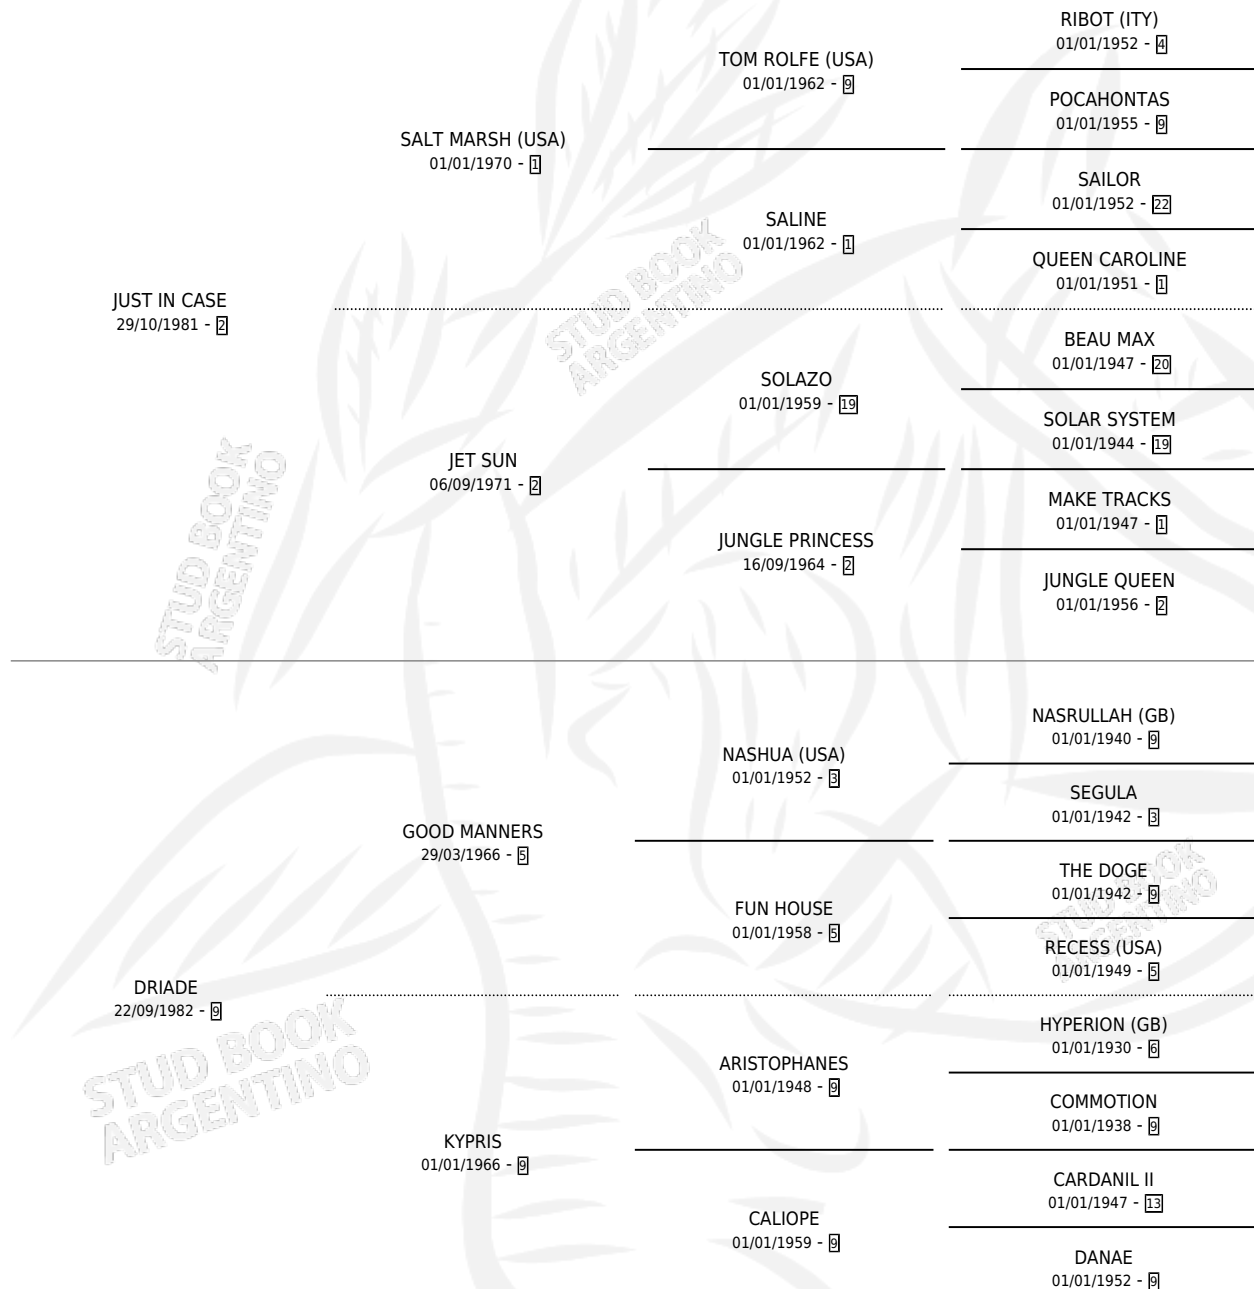 RIBOT (ITY)
01/01/1952 - 4
TOM ROLFE (USA)
01/01/1962 - 9
POCAHONTAS
01/01/1955 - 9
SALT MARSH (USA)
01/01/1970 - 1
SAILOR
01/01/1952 - 22
SALINE
01/01/1962 - 1
QUEEN CAROLINE
01/01/1951 - 1
JUST IN CASE
29/10/1981 - 2
STUD BOOK
ARGENTINO
BEAU MAX
01/01/1947 - 20
SOLAZO
01/01/1959 - 19
SOLAR SYSTEM
01/01/1944 - 19
JET SUN
06/09/1971 - 2
MAKE TRACKS
01/01/1947 - 1
JUNGLE PRINCESS
16/09/1964 - 2
JUNGLE QUEEN
01/01/1956 - 2
STUD BOOK
ARGENTINO
NASRULLAH (GB)
01/01/1940 - 9
NASHUA (USA)
01/01/1952 - 3
SEGULA
01/01/1942 - 3
GOOD MANNERS
29/03/1966 - 5
THE DOGE
01/01/1942 - 9
STUD BOOK
ARGENTINO
FUN HOUSE
01/01/1958 - 5
RECESS (USA)
01/01/1949 - 5
DRIADE
22/09/1982 - 9
STUD BOOK
ARGENTINO
HYPERION (GB)
01/01/1930 - 6
ARISTOPHANES
01/01/1948 - 9
COMMOTION
01/01/1938 - 9
KYPRIS
01/01/1966 - 9
CARDANIL II
01/01/1947 - 13
CALIOPE
01/01/1959 - 9
DANAE
01/01/1952 - 9